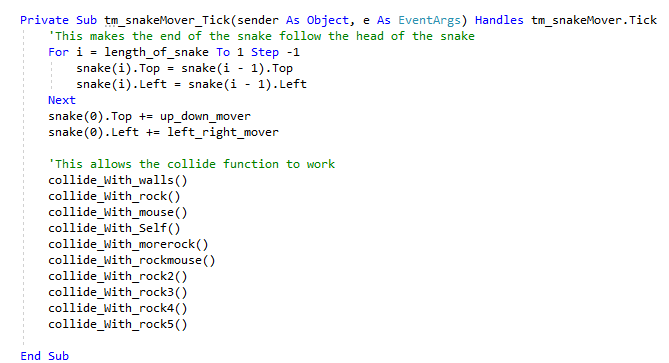 Private Sub tm_snakeMover_Tick(sender As Object, e As EventArgs) Handles tm_snakeMover.Tick
'This makes the end of the snake follow the head of the snake
For i = length_of_snake To 1 Step -1
snake(i).Top = snake(i - 1).Top
snake(i).Left = snake(i - 1).Left
Next
snake(0).Top += up_down_mover
snake(0).Left += left_right_mover
'This allows the collide function to work
collide_With_walls()
collide_With_rock()
collide_With_mouse()
collide_With_Self()
collide_With_morerock()
collide_With_rockmouse()
collide_With_rock2()
collide_With_rock3()
collide_With_rock4()
collide_With_rock5()
End Sub